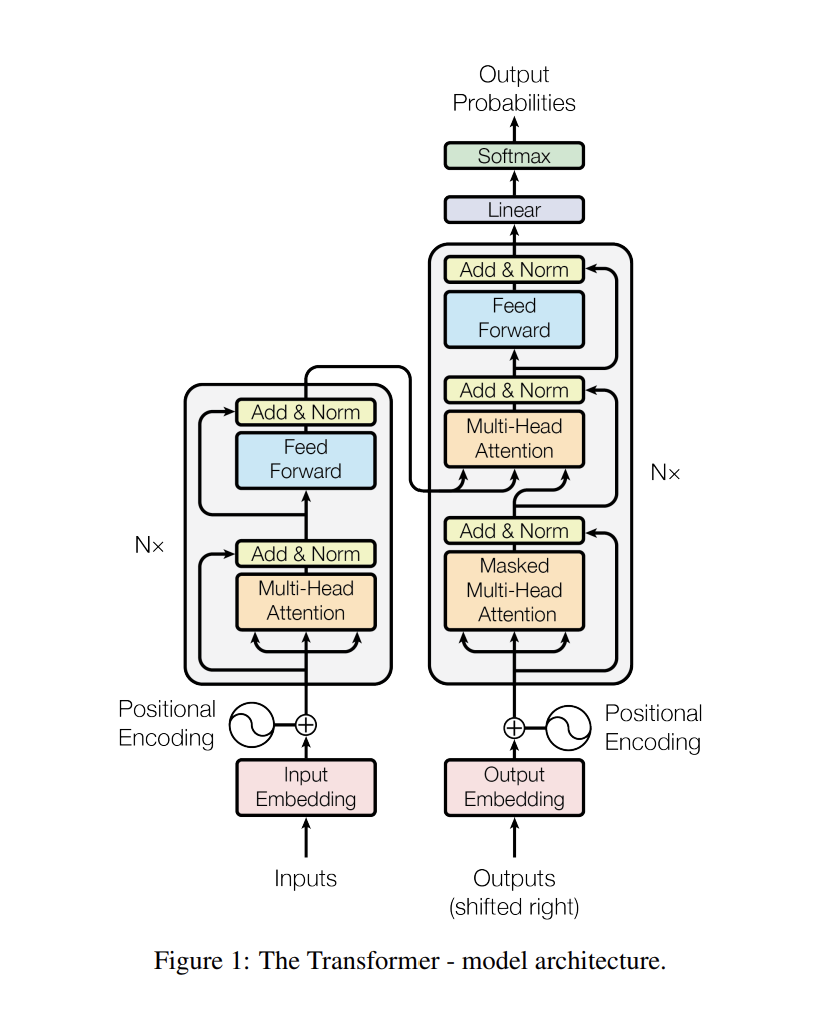 Output
Probabilities
Softmax
Linear
Add & Norm
Feed
Forward
Add & Norm
Multi-Head
Attention
Add & Norm
Masked
Multi-Head
Attention
Nx
Add & Norm
Feed
Forward
Add & Norm
Multi-Head
Attention
Nx
Positional
Encoding
Positional
Encoding
Input
Embedding
Output
Embedding
Inputs
Outputs
(shifted right)
Figure 1: The Transformer - model architecture.